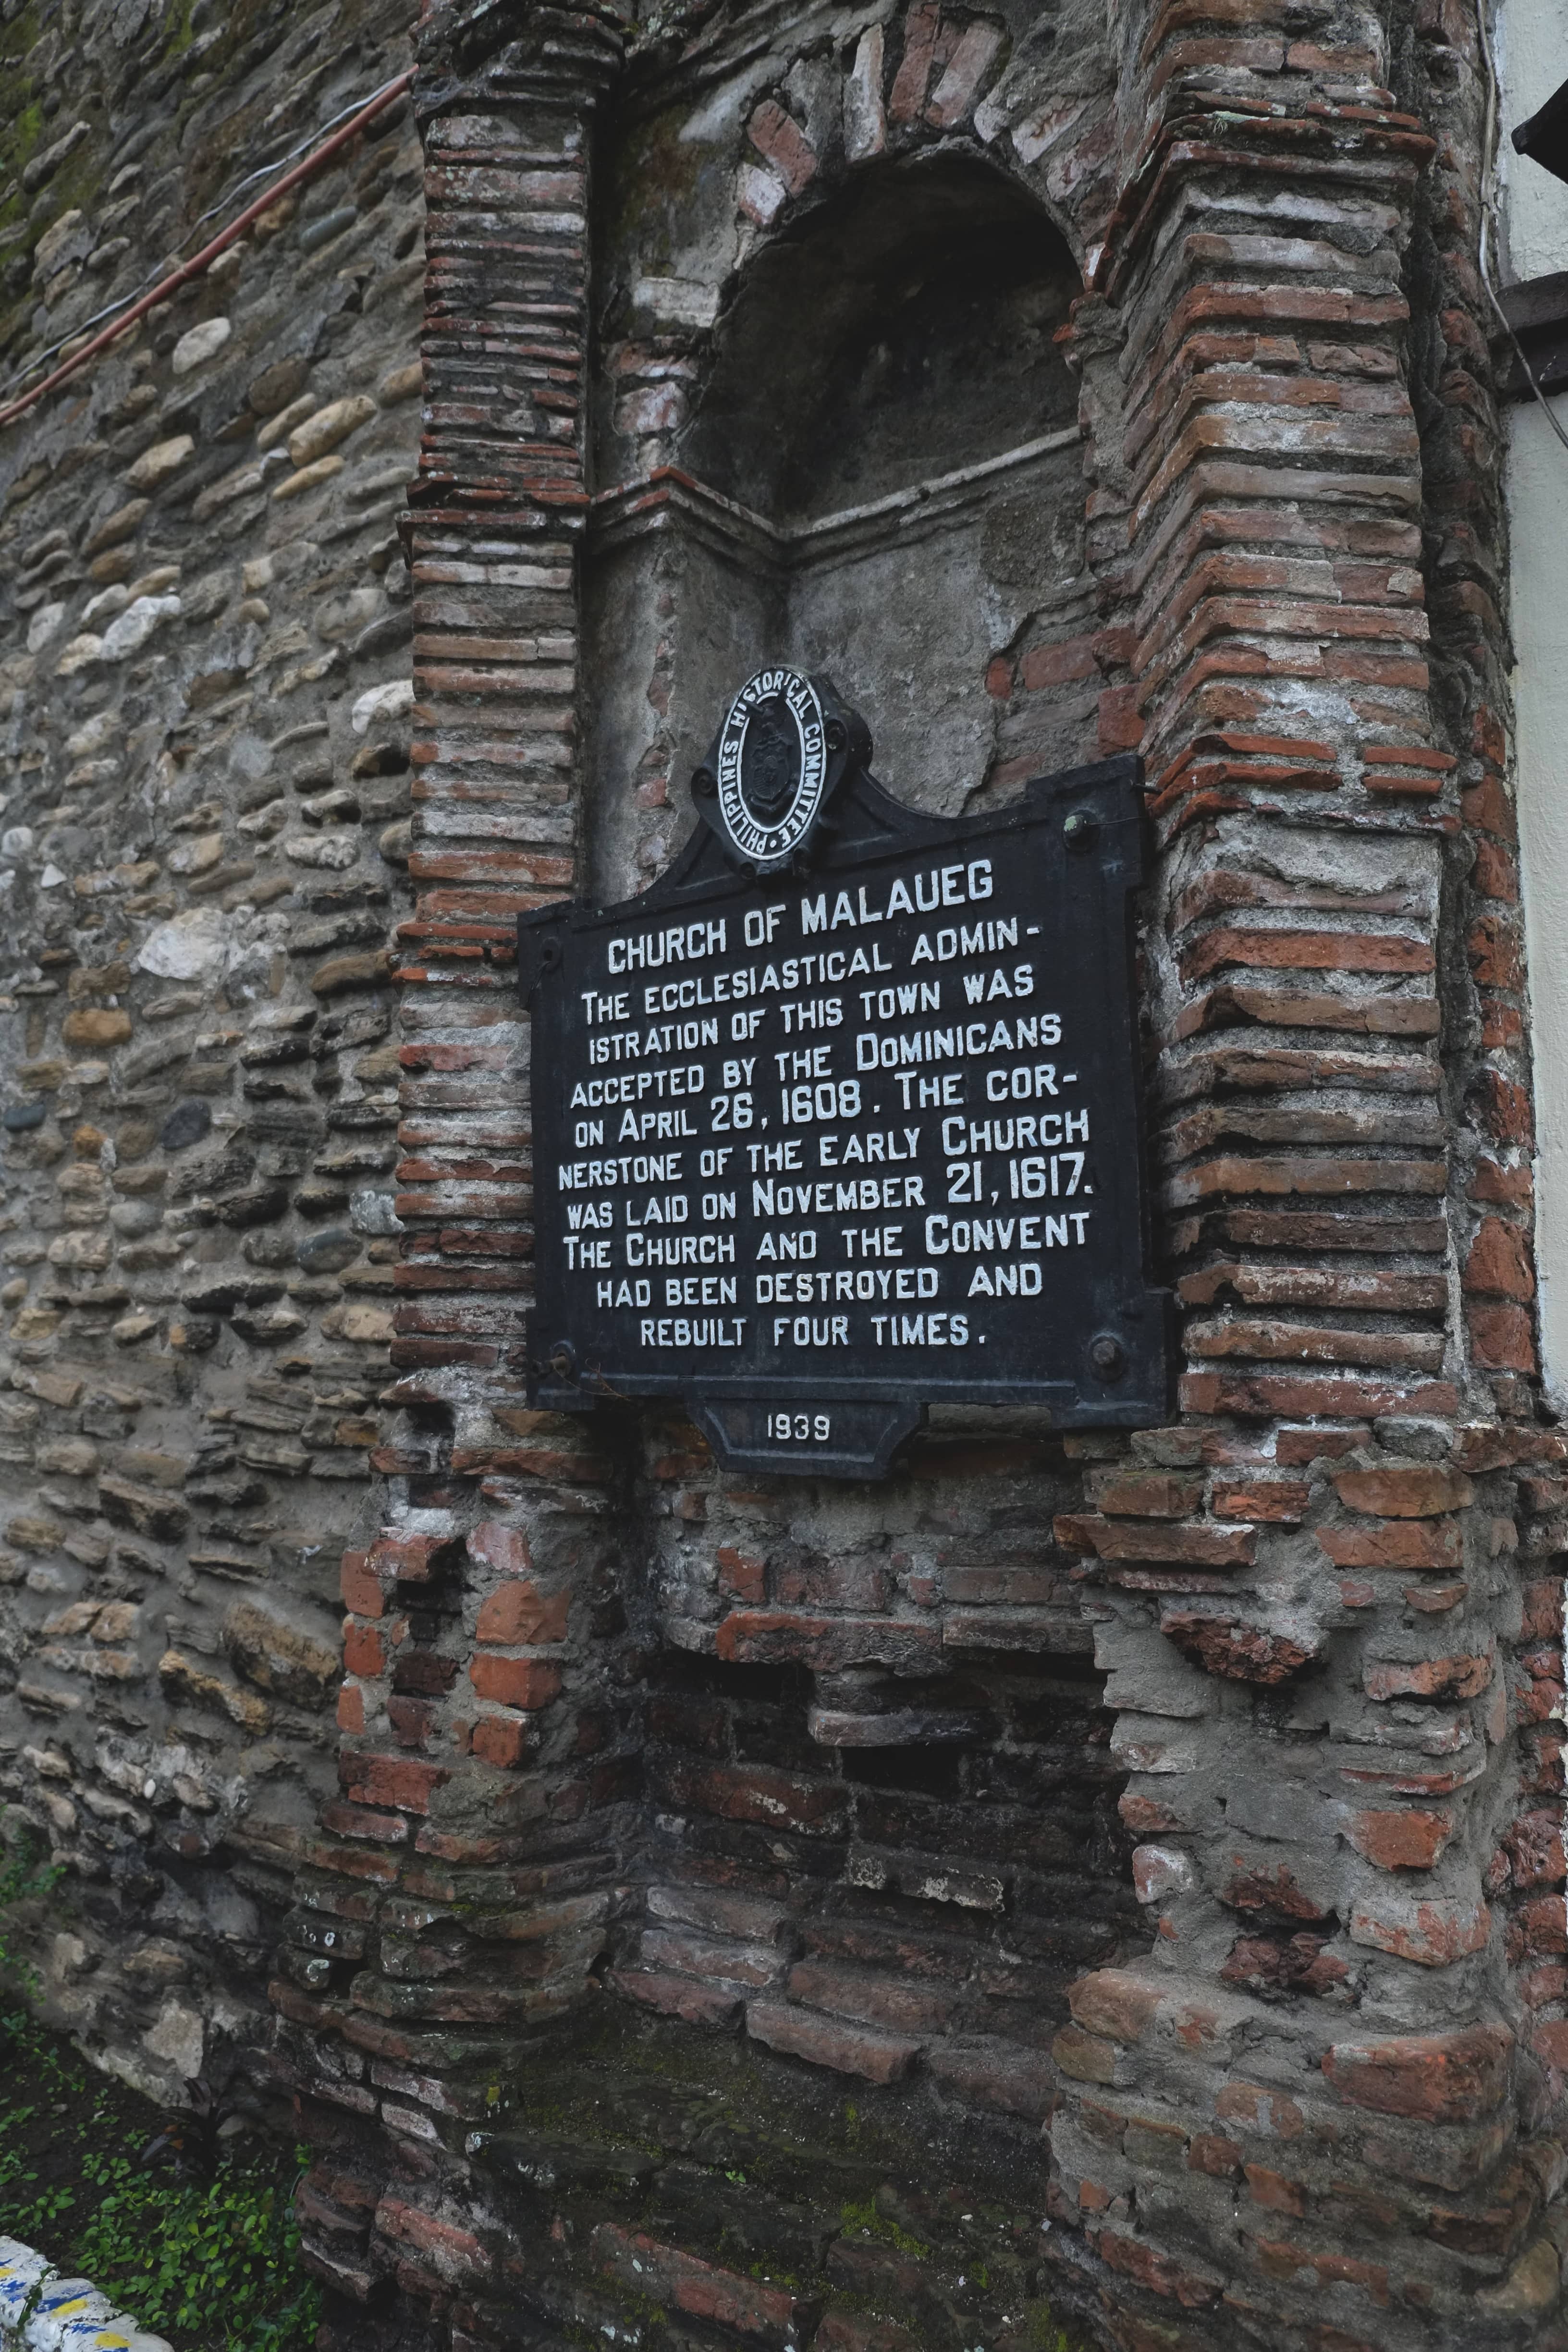 PHILIPPINES HISTORICAL COMMITTEE •
CHURCH OF MALAUEG
THE ECCLESIASTICAL ADMIN-
ISTRATION OF THIS TOWN WAS
ACCEPTED BY THE DOMINICANS
ON APRIL 26, 1608. THE COR-
NERSTONE OF THE EARLY CHURCH
WAS LAID ON NOVEMBER 21, 1617.
THE CHURCH AND THE CONVENT
HAD BEEN DESTROYED AND
REBUILT FOUR TIMES.
1939